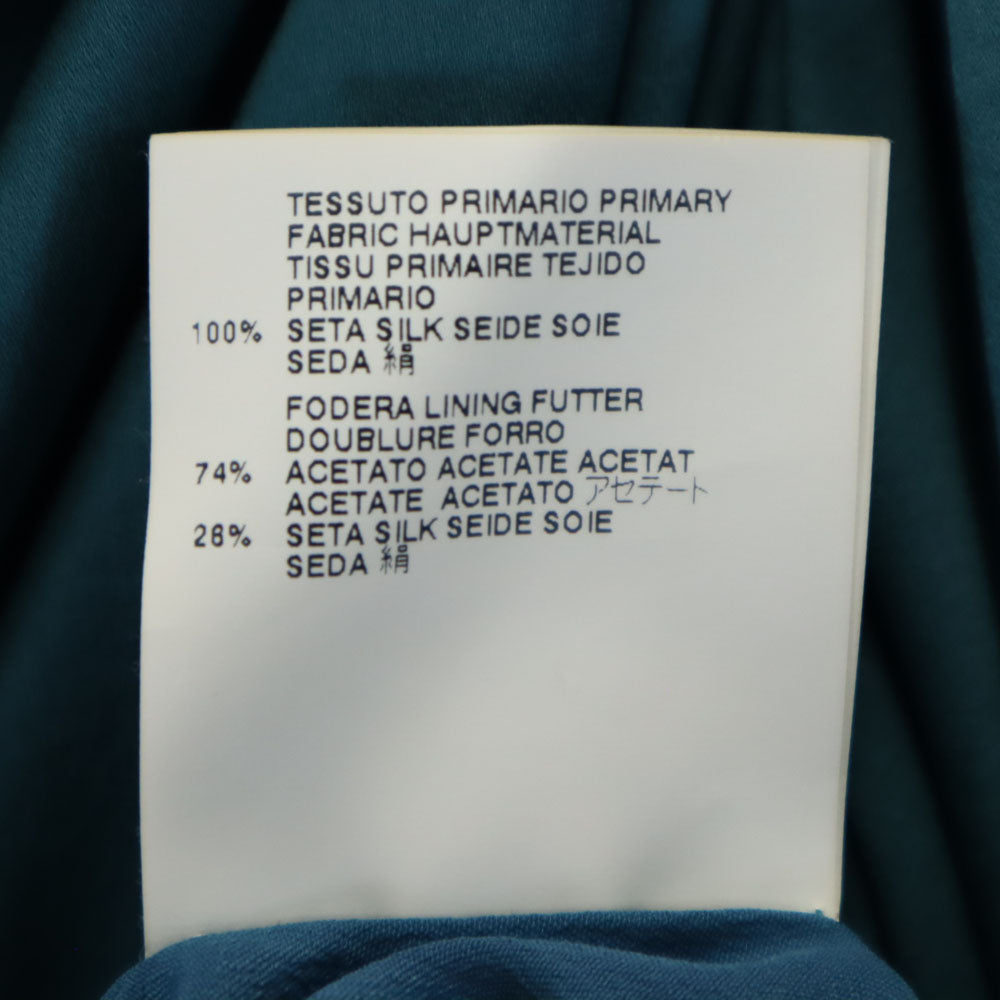 TESSUTO PRIMARIO PRIMARY
FABRIC HAUPTMATERIAL
TISSU PRIMAIRE TEJIDO
PRIMARIO
100% SETA SILK SEIDE SOIE
SEDA 絹
FODERA LINING FUTTER
DOUBLURE FORRO
74% ACETATO ACETATE ACETAT
ACETATE ACETATO アセテート
26% SETA SILK SEIDE SOIE
SEDA 絹